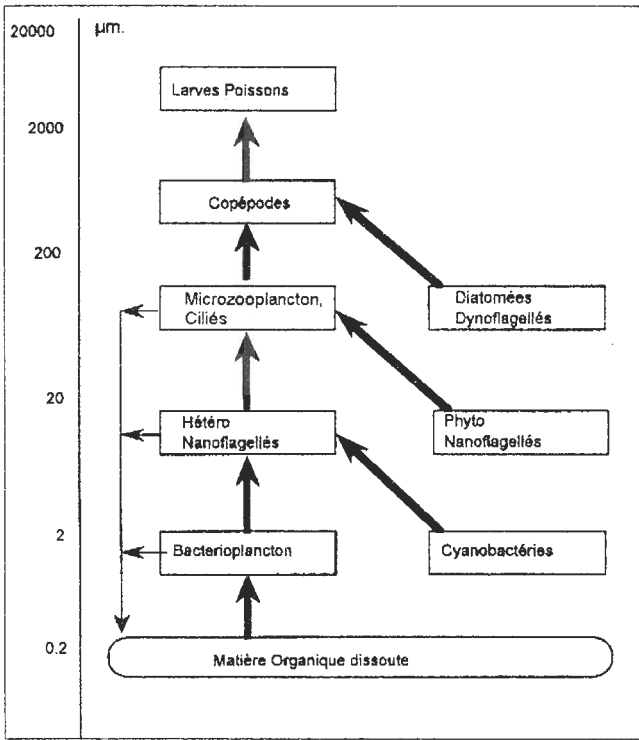 20000 µm.
Larves Poissons
2000
Copépodes
200
Microzooplancton,
Ciliés
Diatomées
Dynoflagellés
20
Hétéro
Nanoflagellés
Phyto
Nanoflagellés
2
Bacterioplancton
Cyanobactéries
0.2
Matière Organique dissoute